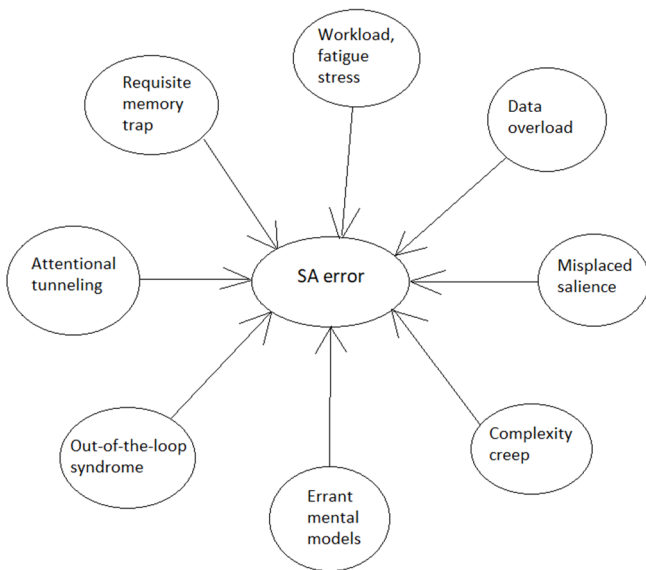 Workload,
fatigue
stress
Requisite
memory
trap
Data
overload
Attentional
tunneling
SA error
Misplaced
salience
Out-of-the-loop
syndrome
Complexity
creep
Errant
mental
models